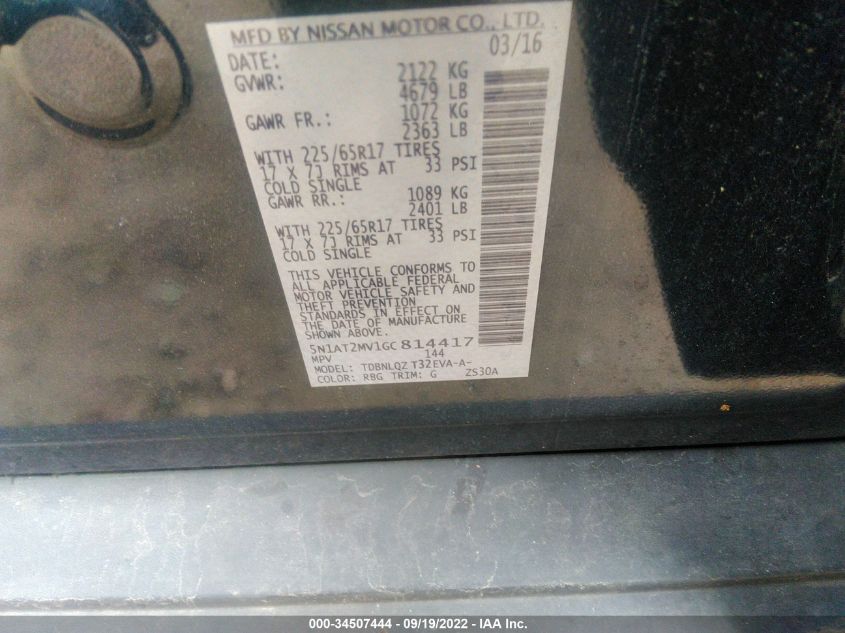 MFD BY NISSAN MOTOR CO., LTD.
DATE: 03/16
GVWR: 2122 KG
4679 LB
GAWR FR.: 1072 KG
2363 LB
WITH 225/65R17 TIRES
17 X 7J RIMS AT 33 PSI
COLD SINGLE
GAWR RR.: 1089 KG
2401 LB
WITH 225/65R17 TIRES
17 X 7J RIMS AT 33 PSI
COLD SINGLE
THIS VEHICLE CONFORMS TO
ALL APPLICABLE FEDERAL
MOTOR VEHICLE SAFETY AND
THEFT PREVENTION
STANDARDS IN EFFECT ON
THE DATE OF MANUFACTURE
SHOWN ABOVE.
5N1AT2MV1GC814417
MPV 144
MODEL: TDBNLQZ T32EVA-A-
COLOR: RBG TRIM: G ZS30A
000-34507444 - 09/19/2022 - IAA Inc.